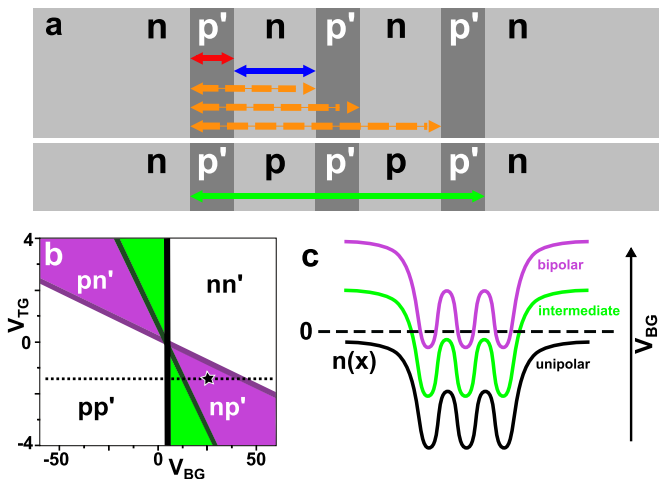 a n p' n p' n p' n
n p' p p' p p' n
b
4
0
-4
V_TG
pn'
nn'
pp'
np'
-50 0 50
V_BG
c
bipolar
intermediate
0
n(x)
unipolar
V_BG